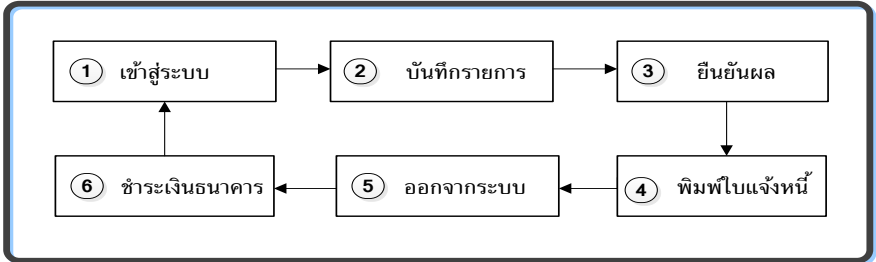 1 เข้าสู่ระบบ
2 บันทึกรายการ
3 ยืนยันผล
4 พิมพ์ใบแจ้งหนี้
5 ออกจากระบบ
6 ชำระเงินธนาคาร